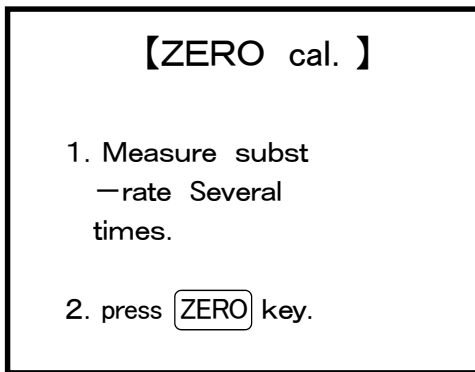 【ZERO cal. 】
1. Measure subst
－rate Several
times.
2. press ZERO key.